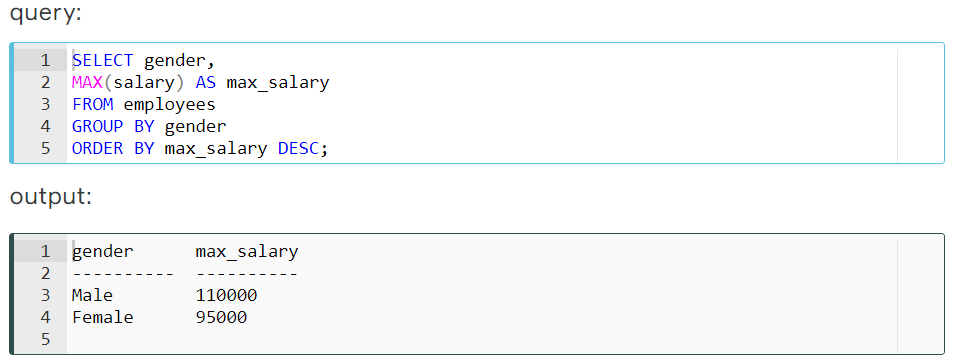 query:
1 SELECT gender,
2 MAX(salary) AS max_salary
3 FROM employees
4 GROUP BY gender
5 ORDER BY max_salary DESC;
output:
1 gender      max_salary
2 ----------  ----------
3 Male        110000
4 Female      95000
5